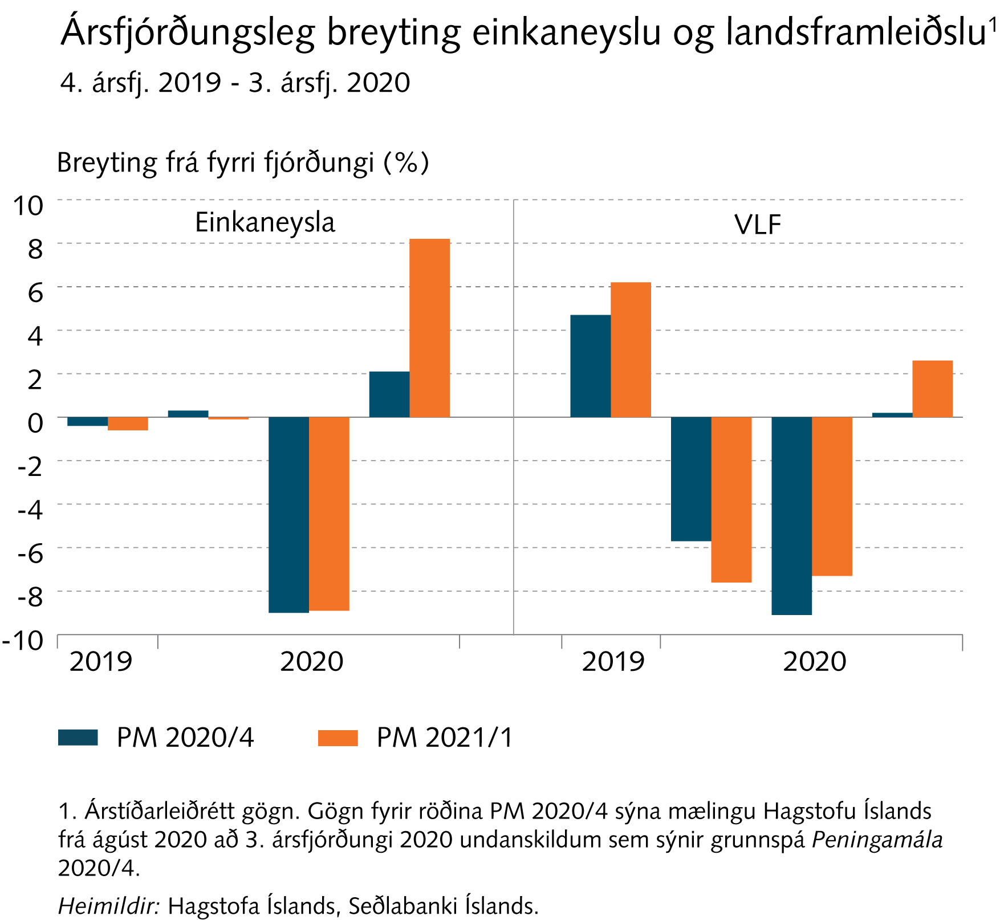 Ársfjórðungsleg breyting einkaneyslu og landsframleiðslu¹
4. ársfj. 2019 - 3. ársfj. 2020
Breyting frá fyrri fjórðungi (%)
10
8
6
4
2
0
-2
-4
-6
-8
-10
Einkaneysla
VLF
2019
2020
2019
2020
PM 2020/4
PM 2021/1
1. Árstíðarleiðrétt gögn. Gögn fyrir röðina PM 2020/4 sýna mælingu Hagstofu Íslands
frá ágúst 2020 að 3. ársfjórðungi 2020 undanskildum sem sýnir grunnspá Peningamála
2020/4.
Heimildir: Hagstofa Íslands, Seðlabanki Íslands.